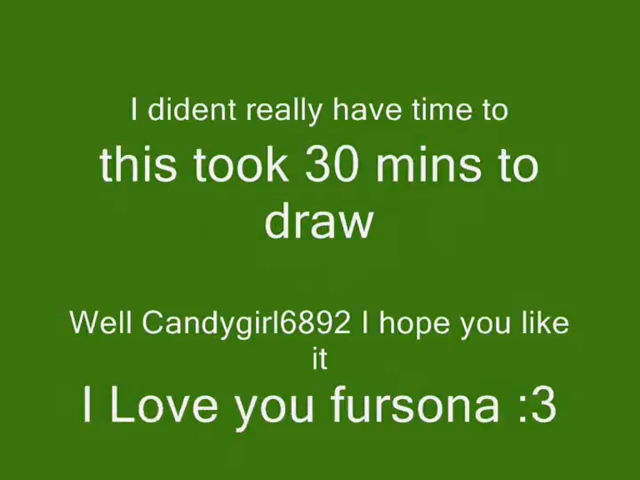 I dident really have time to
this took 30 mins to
draw
Well Candygirl6892 I hope you like
it
I Love you fursona :3